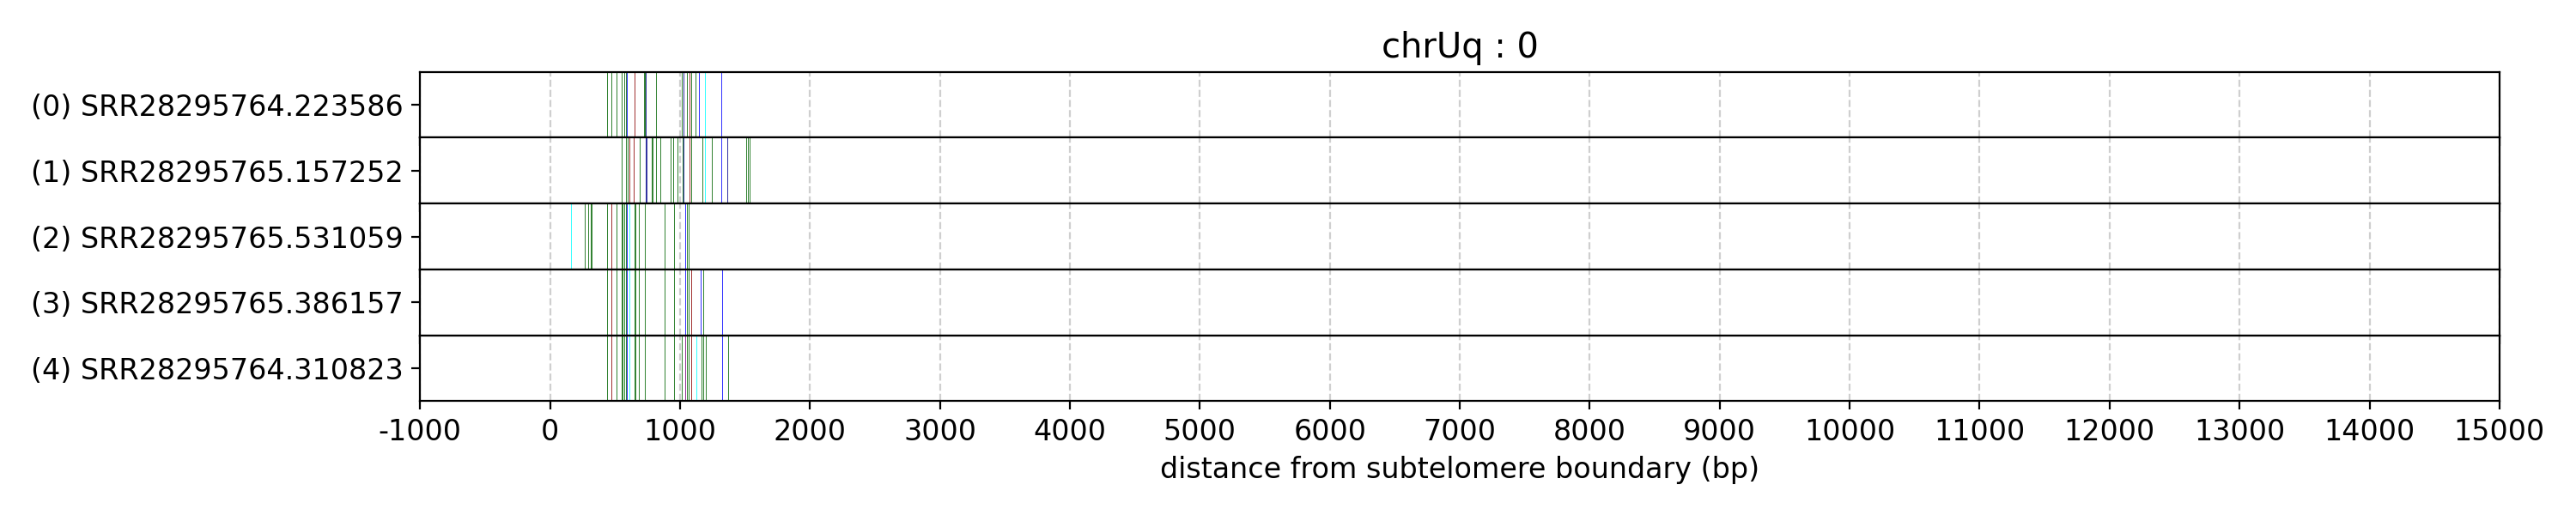 chrUq : 0
(0) SRR28295764.223586
(1) SRR28295765.157252
(2) SRR28295765.531059
(3) SRR28295765.386157
(4) SRR28295764.310823
-1000 0 1000 2000 3000 4000 5000 6000 7000 8000 9000 10000 11000 12000 13000 14000 15000
distance from subtelomere boundary (bp)